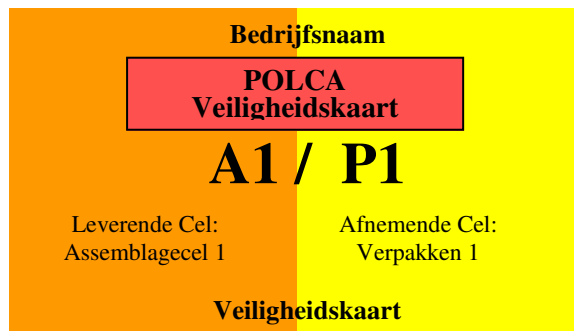 Bedrijfsnaam
POLCA
Veiligheidskaart
A1 / P1
Leverende Cel:
Assemblagecel 1
Afnemende Cel:
Verpakken 1
Veiligheidskaart